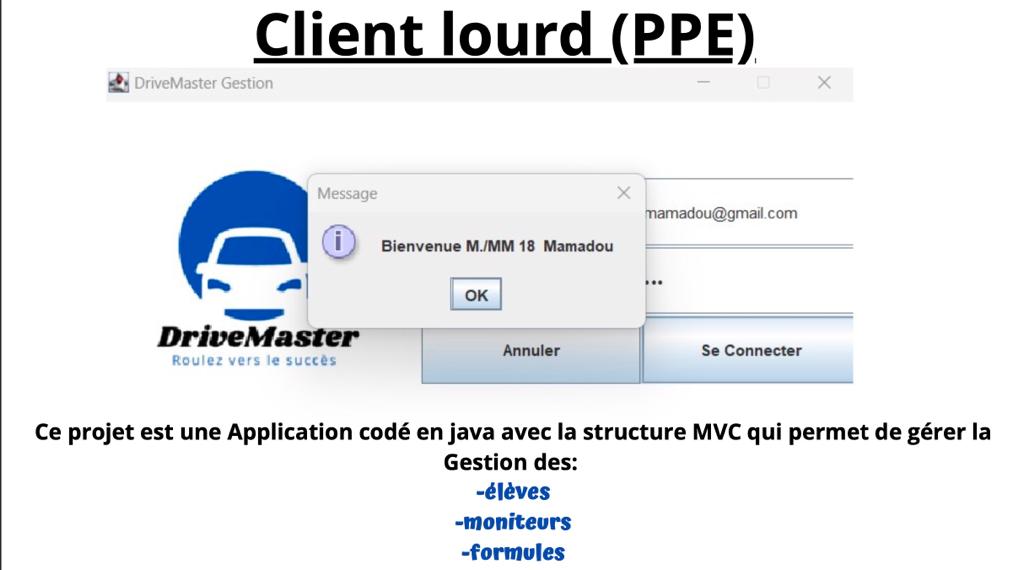 Client lourd (PPE)
DriveMaster Gestion
Message
mamadou@gmail.com
Bienvenue M./MM 18 Mamadou
•••
OK
DriveMaster
Roulez vers le succès
Annuler
Se Connecter
Ce projet est une Application codé en java avec la structure MVC qui permet de gérer la
Gestion des:
-élèves
-moniteurs
-formules